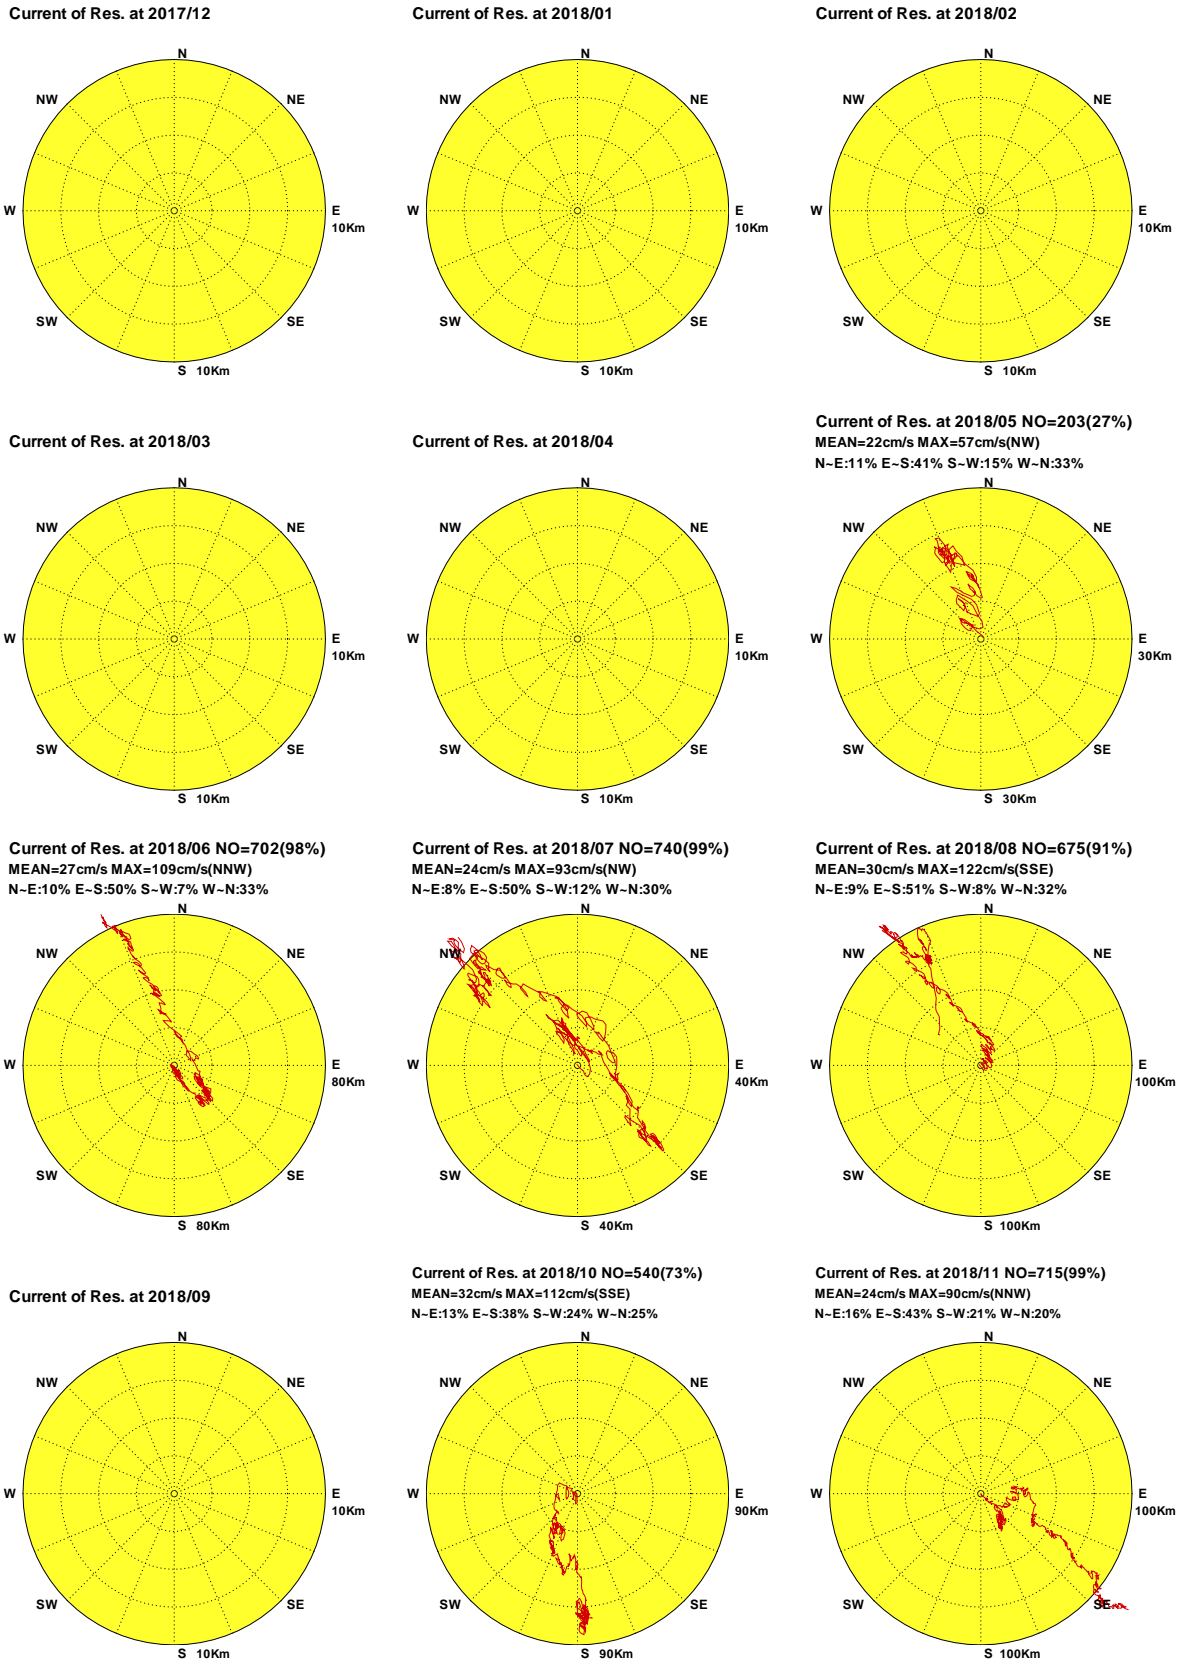 Current of Res. at 2017/12
N
NW
NE
W
E
10Km
SW
SE
S 10Km
Current of Res. at 2018/01
N
NW
NE
W
E
10Km
SW
SE
S 10Km
Current of Res. at 2018/02
N
NW
NE
W
E
10Km
SW
SE
S 10Km
Current of Res. at 2018/03
N
NW
NE
W
E
10Km
SW
SE
S 10Km
Current of Res. at 2018/04
N
NW
NE
W
E
10Km
SW
SE
S 10Km
Current of Res. at 2018/05 NO=203(27%)
MEAN=22cm/s MAX=57cm/s(NW)
N~E:11% E~S:41% S~W:15% W~N:33%
N
NW
NE
W
E
30Km
SW
SE
S 30Km
Current of Res. at 2018/06 NO=702(98%)
MEAN=27cm/s MAX=109cm/s(NNW)
N~E:10% E~S:50% S~W:7% W~N:33%
N
NW
NE
W
E
80Km
SW
SE
S 80Km
Current of Res. at 2018/07 NO=740(99%)
MEAN=24cm/s MAX=93cm/s(NW)
N~E:8% E~S:50% S~W:12% W~N:30%
N
NW
NE
W
E
40Km
SW
SE
S 40Km
Current of Res. at 2018/08 NO=675(91%)
MEAN=30cm/s MAX=122cm/s(SSE)
N~E:9% E~S:51% S~W:8% W~N:32%
N
NW
NE
W
E
100Km
SW
SE
S 100Km
Current of Res. at 2018/09
N
NW
NE
W
E
10Km
SW
SE
S 10Km
Current of Res. at 2018/10 NO=540(73%)
MEAN=32cm/s MAX=112cm/s(SSE)
N~E:13% E~S:38% S~W:24% W~N:25%
N
NW
NE
W
E
90Km
SW
SE
S 90Km
Current of Res. at 2018/11 NO=715(99%)
MEAN=24cm/s MAX=90cm/s(NNW)
N~E:16% E~S:43% S~W:21% W~N:20%
N
NW
NE
W
E
100Km
SW
SE
S 100Km